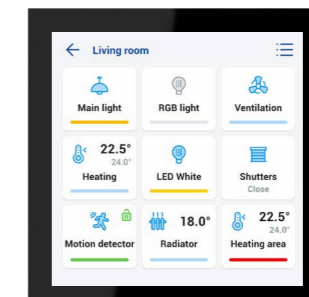 Living room
Main light
RGB light
Ventilation
22.5°
24.0°
Heating
LED White
Shutters
Close
Motion detector
18.0°
Radiator
22.5°
24.0°
Heating area